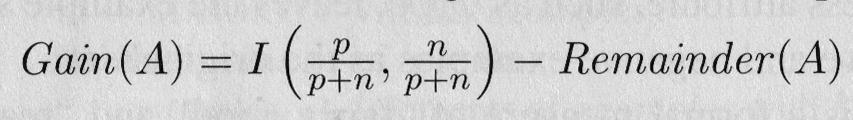 Gain(A) = I ( p/p+n , n/p+n ) − Remainder(A)